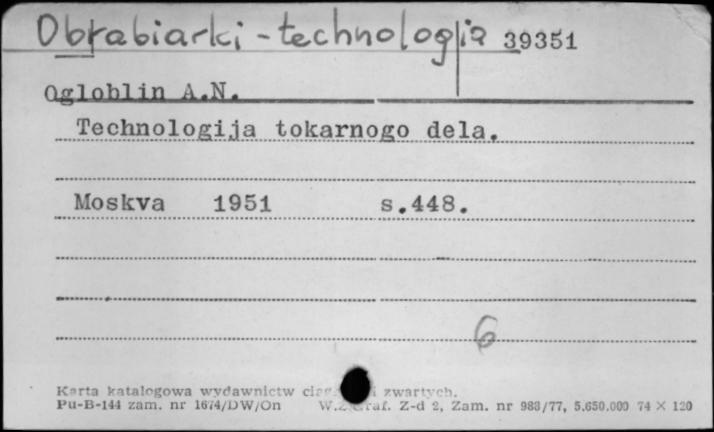 Obrabiarki - technologia 39351
Ogloblin A.N.
Technologija tokarnogo dela.
Moskva 1951 s.448.
6
Karta katalogowa wydawnictw i zwartych.
Pu-B-144 zam. nr 1674/DW/On W.Z.Graf. Z-d 2, Zam. nr 983/77, 5.650.000 74 X 120